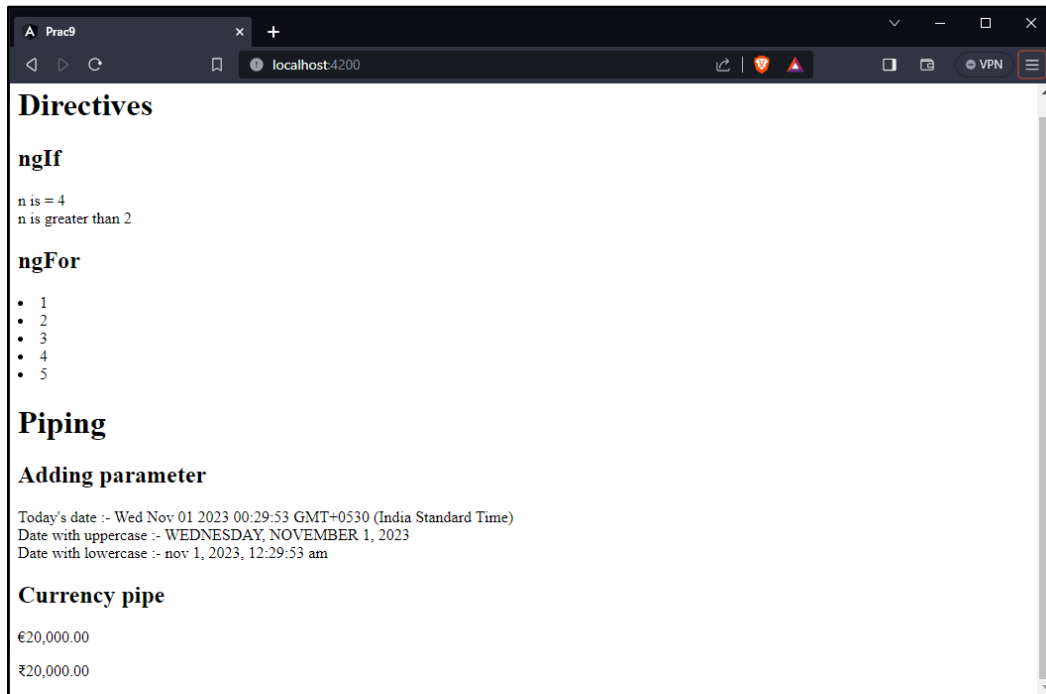 Prac9
localhost:4200
VPN
Directives
ngIf
n is = 4
n is greater than 2
ngFor
• 1
• 2
• 3
• 4
• 5
Piping
Adding parameter
Today's date :- Wed Nov 01 2023 00:29:53 GMT+0530 (India Standard Time)
Date with uppercase :- WEDNESDAY, NOVEMBER 1, 2023
Date with lowercase :- nov 1, 2023, 12:29:53 am
Currency pipe
€20,000.00
₹20,000.00